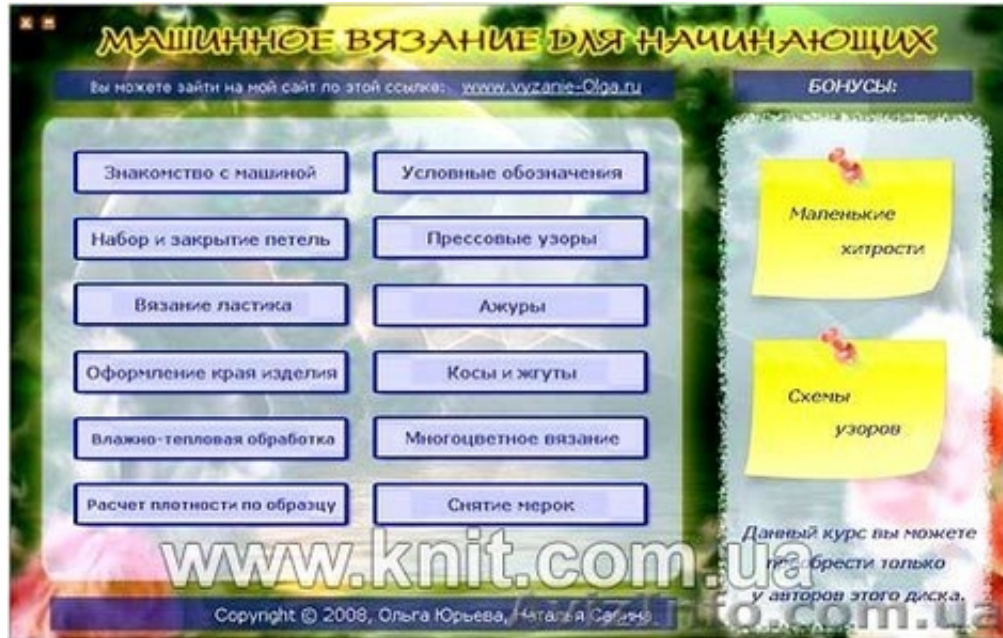 МАШИННОЕ ВЯЗАНИЕ ДЛЯ НАЧИНАЮЩИХ
Вы можете зайти на мой сайт по этой ссылке: www.vyzanie-Olga.ru
БОНУСЫ:
Знакомство с машиной
Условные обозначения
Набор и закрытие петель
Прессовые узоры
Вязание ластика
Ажуры
Оформление края изделия
Косы и жгуты
Влажно-тепловая обработка
Многоцветное вязание
Расчет плотности по образцу
Снятие мерок
Маленькие
хитрости
Схемы
узоров
Данный курс вы можете
приобрести только
у авторов этого диска.
www.knit.com.ua
Copyright © 2008, Ольга Юрьева, Наталья Савина